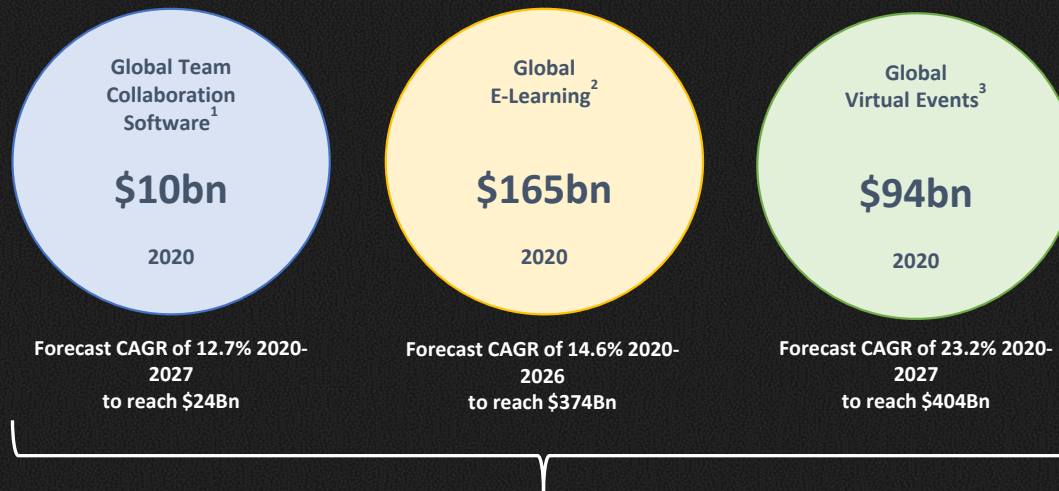 Global Team
Collaboration
Software1
$10bn
2020
Forecast CAGR of 12.7% 2020-
2027
to reach $24Bn
Global
E-Learning2
$165bn
2020
Forecast CAGR of 14.6% 2020-
2026
to reach $374Bn
Global
Virtual Events3
$94bn
2020
Forecast CAGR of 23.2% 2020-
2027
to reach $404Bn